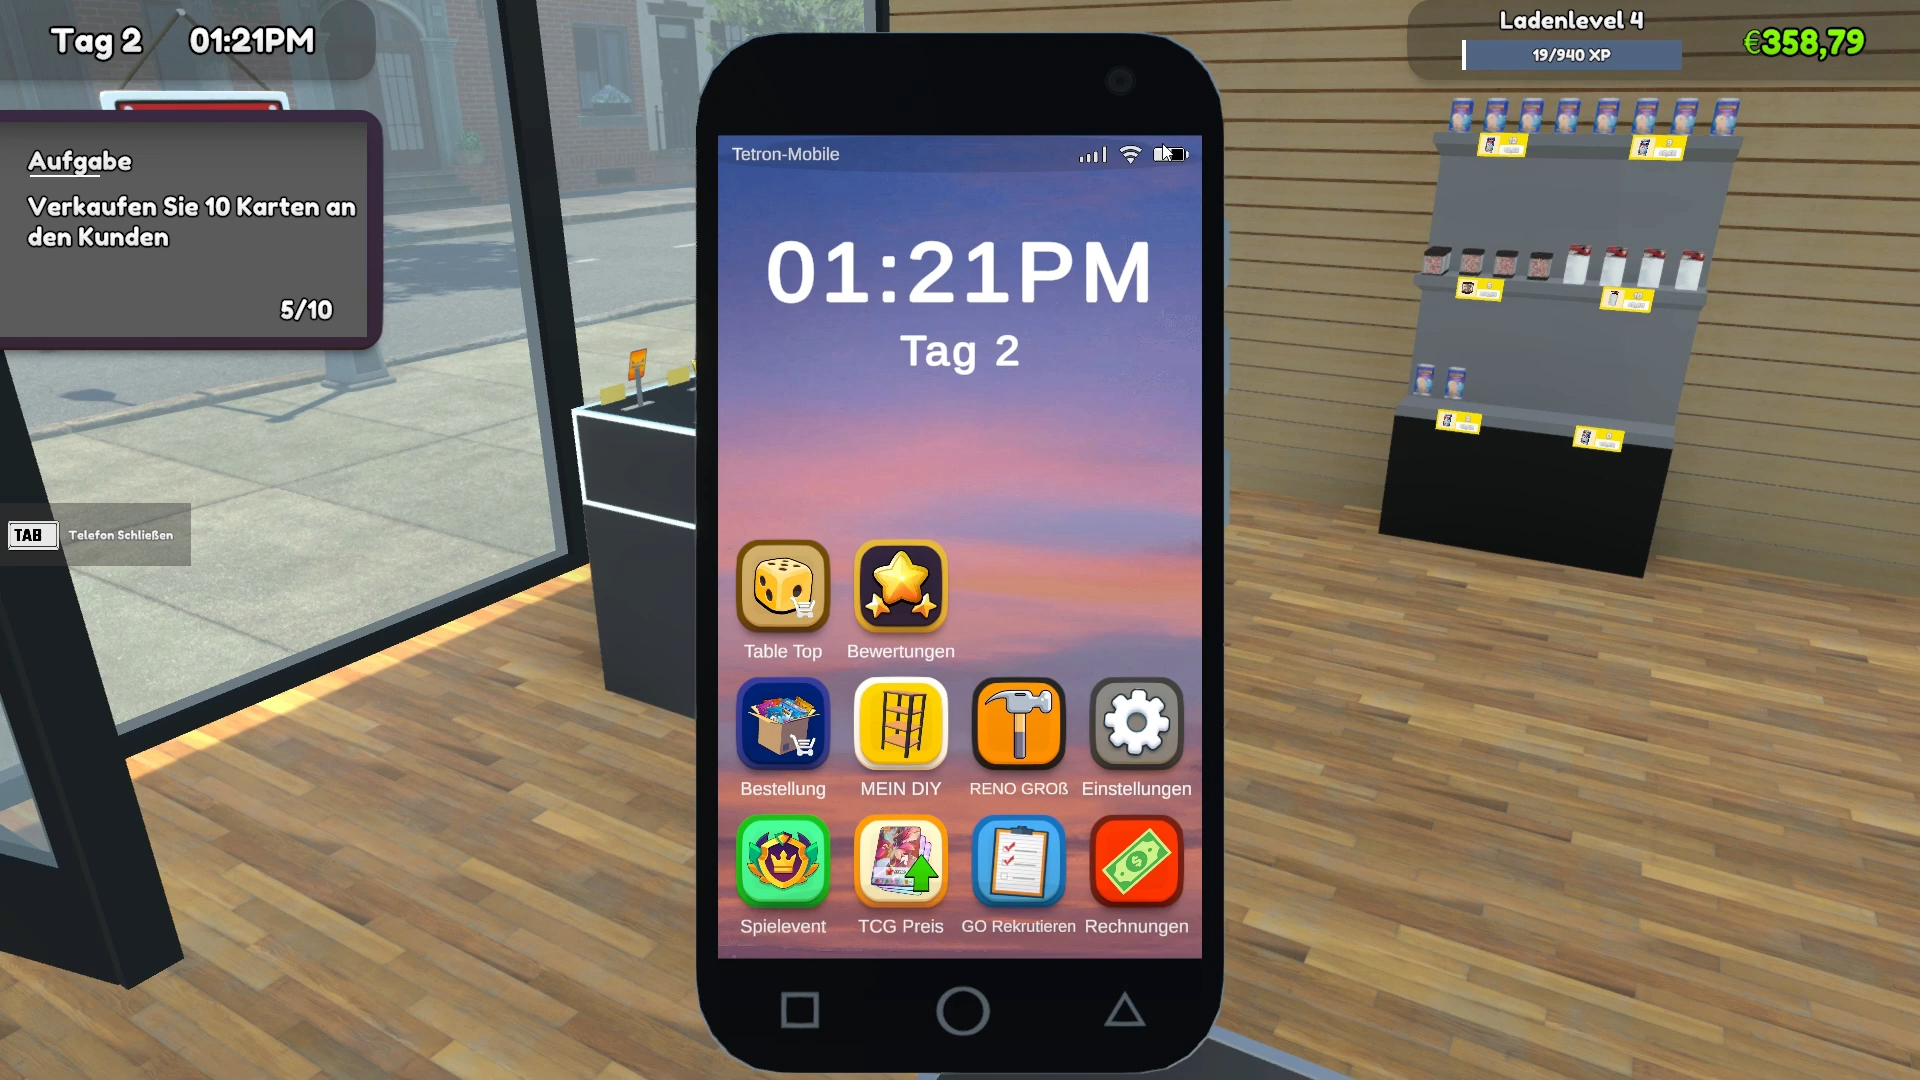 Tag 2 01:21PM
Ladenlevel 4
19/940 XP
€358,79
Aufgabe
Verkaufen Sie 10 Karten an
den Kunden
5/10
TAB Telefon Schließen
Tetron-Mobile
01:21PM
Tag 2
Table Top Bewertungen
Bestellung MEIN DIY RENO GROß Einstellungen
Spielevent TCG Preis GO Rekrutieren Rechnungen